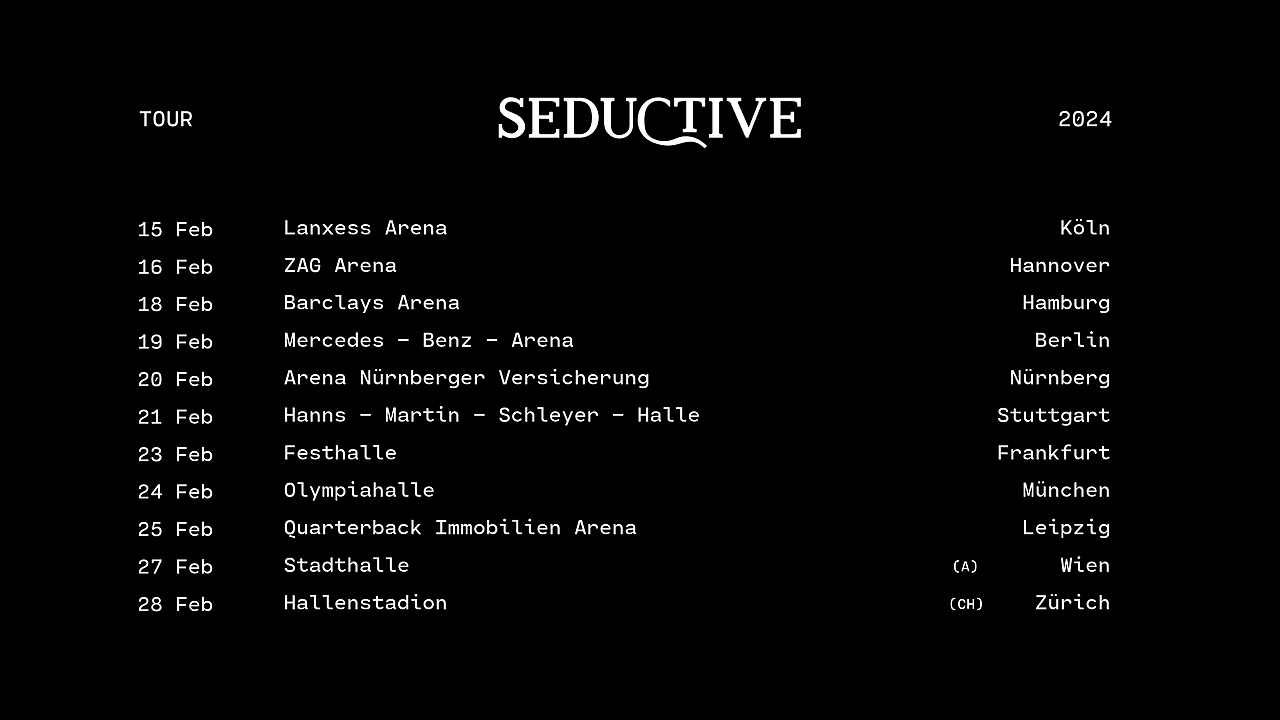 TOUR SEDUCTIVE 2024
15 Feb Lanxess Arena Köln
16 Feb ZAG Arena Hannover
18 Feb Barclays Arena Hamburg
19 Feb Mercedes – Benz – Arena Berlin
20 Feb Arena Nürnberger Versicherung Nürnberg
21 Feb Hanns – Martin – Schleyer – Halle Stuttgart
23 Feb Festhalle Frankfurt
24 Feb Olympiahalle München
25 Feb Quarterback Immobilien Arena Leipzig
27 Feb Stadthalle (A) Wien
28 Feb Hallenstadion (CH) Zürich